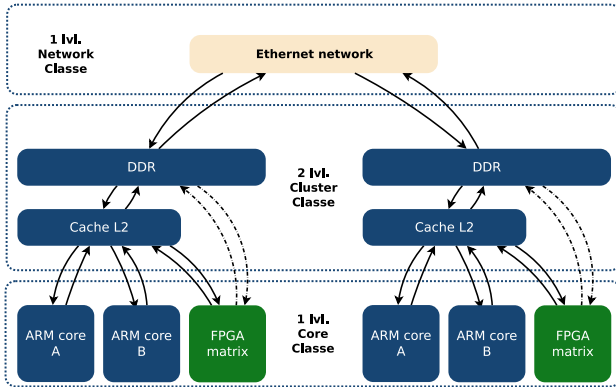 1 lvl.
Network
Classe
Ethernet network
DDR
2 lvl.
Cluster
Classe
DDR
Cache L2
Cache L2
ARM core
A
ARM core
B
FPGA
matrix
1 lvl.
Core
Classe
ARM core
A
ARM core
B
FPGA
matrix